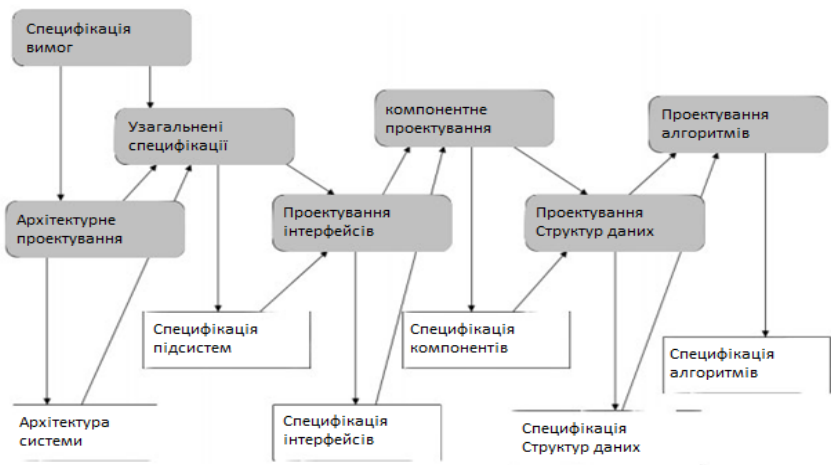 Специфікація
вимог
Узагальнені
специфікації
компонентне
проектування
Проектування
алгоритмів
Архітектурне
проектування
Проектування
інтерфейсів
Проектування
Структур даних
Специфікація
підсистем
Специфікація
компонентів
Специфікація
алгоритмів
Архітектура
системи
Специфікація
інтерфейсів
Специфікація
Структур даних